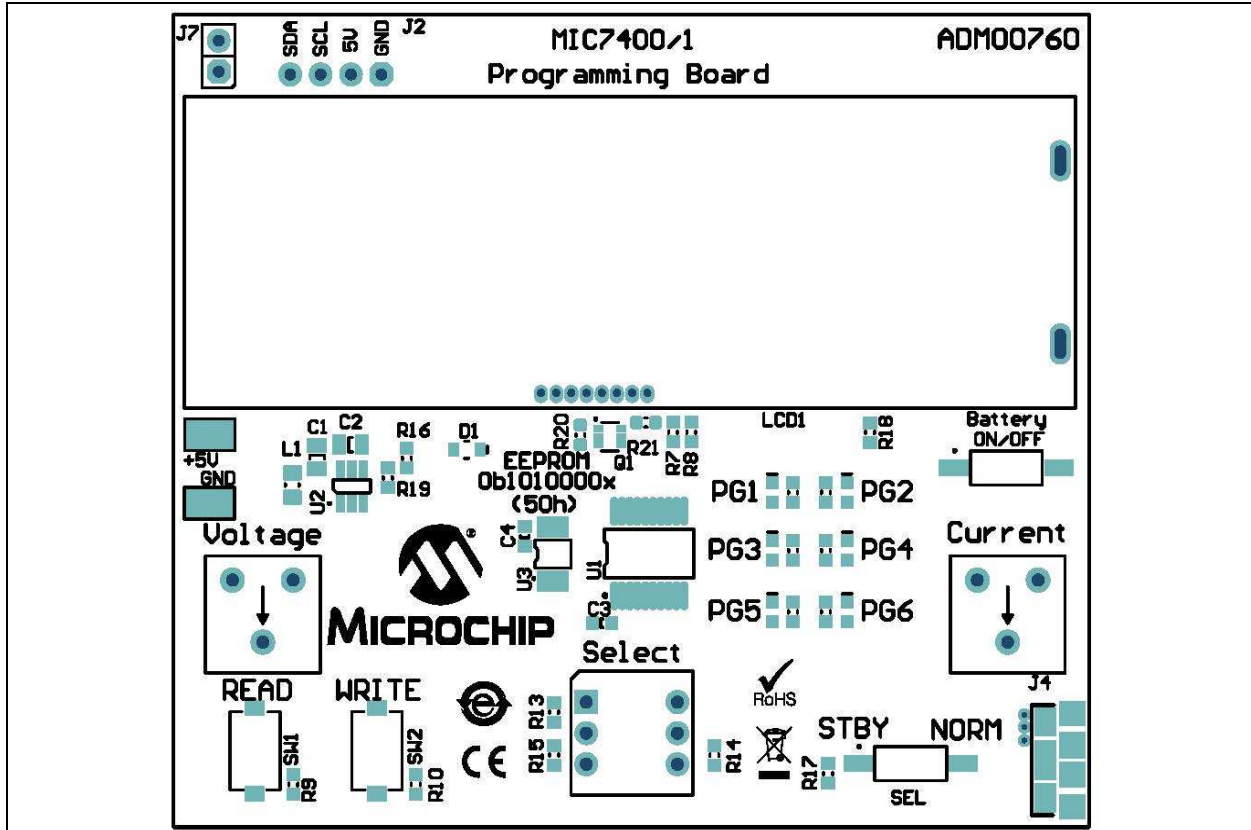 J7
SDA
SCL
5V
GND
J2
MIC7400/1
Programming Board
ADM00760
+5V
GND
L1
C1
C2
U2
R16
R19
D1
R20
Q1
R21
R7
R8
LCD1
R18
Battery
ON/OFF
EEPROM
0b1010000x
(50h)
C4
U3
U1
C3
PG1
PG2
PG3
PG4
PG5
PG6
Voltage
Current
MICROCHIP
®
Select
READ
WRITE
SW1
R9
SW2
R10
e
CE
R13
R15
R14
RoHS
STBY
NORM
R17
SEL
J4